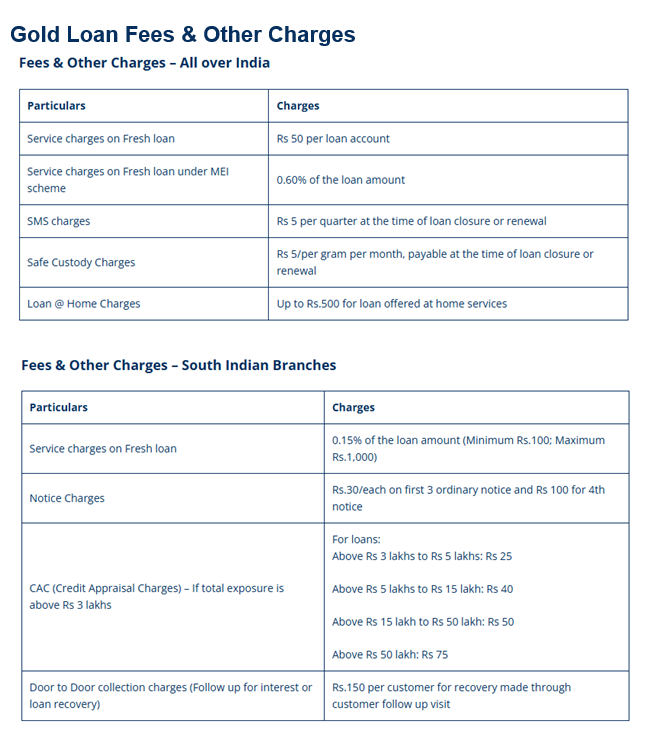 Gold Loan Fees & Other Charges
Fees & Other Charges – All over India
Particulars
Charges
Service charges on Fresh loan
Rs 50 per loan account
Service charges on Fresh loan under MEI
scheme
0.60% of the loan amount
SMS charges
Rs 5 per quarter at the time of loan closure or renewal
Safe Custody Charges
Rs 5/per gram per month, payable at the time of loan closure or
renewal
Loan @ Home Charges
Up to Rs.500 for loan offered at home services
Fees & Other Charges – South Indian Branches
Particulars
Charges
Service charges on Fresh loan
0.15% of the loan amount (Minimum Rs.100; Maximum
Rs.1,000)
Notice Charges
Rs.30/each on first 3 ordinary notice and Rs 100 for 4th
notice
CAC (Credit Appraisal Charges) – If total exposure is
above Rs 3 lakhs
For loans:
Above Rs 3 lakhs to Rs 5 lakhs: Rs 25
Above Rs 5 lakhs to Rs 15 lakh: Rs 40
Above Rs 15 lakh to Rs 50 lakh: Rs 50
Above Rs 50 lakh: Rs 75
Door to Door collection charges (Follow up for interest or
loan recovery)
Rs.150 per customer for recovery made through
customer follow up visit